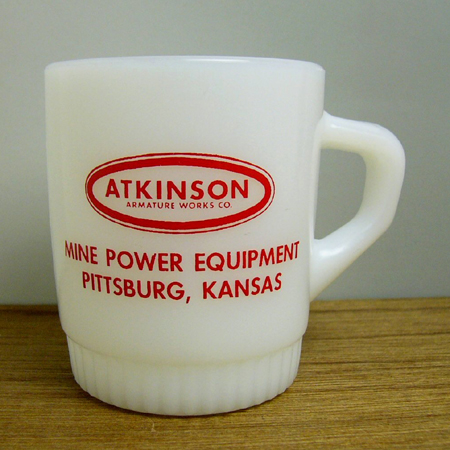 ATKINSON
ARMATURE WORKS CO.
MINE POWER EQUIPMENT
PITTSBURG, KANSAS